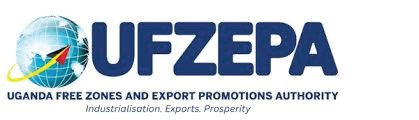 UFZEPA
UGANDA FREE ZONES AND EXPORT PROMOTIONS AUTHORITY
Industrialisation. Exports. Prosperity